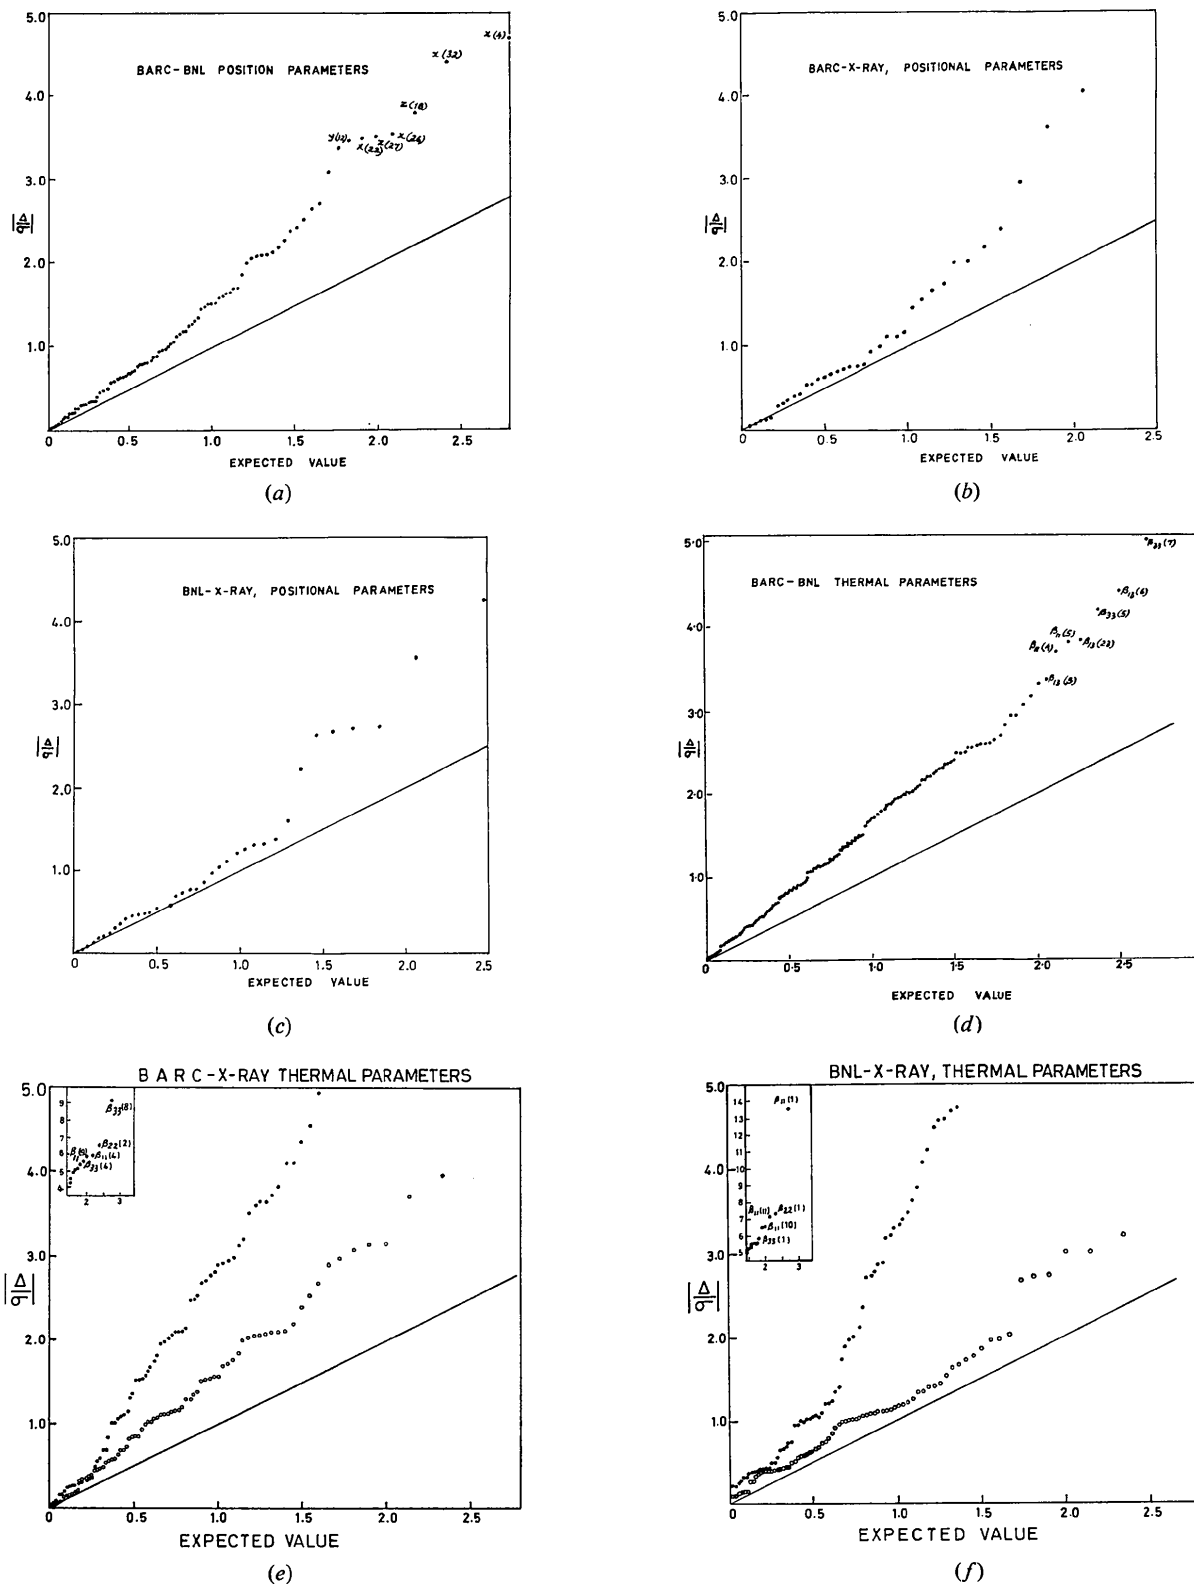 5.0
x(4)
x(32)
BARC-BNL POSITION PARAMETERS
4.0
z(18)
y(12)
x(26)
x(23)
z(27)
3.0
|Δ/σ|
2.0
1.0
0 0.5 1.0 1.5 2.0 2.5
EXPECTED VALUE
(a)
5.0
BARC-X-RAY, POSITIONAL PARAMETERS
4.0
3.0
|Δ/σ|
2.0
1.0
0 0.5 1.0 1.5 2.0 2.5
EXPECTED VALUE
(b)
5.0
BNL-X-RAY, POSITIONAL PARAMETERS
4.0
3.0
|Δ/σ|
2.0
1.0
0 0.5 1.0 1.5 2.0 2.5
EXPECTED VALUE
(c)
5·0
β33(7)
BARC-BNL THERMAL PARAMETERS
β13(6)
β33(5)
4·0
β11(5)
β11(4)
β13(23)
β13(5)
3·0
|Δ/σ|
2·0
1·0
0 0·5 1·0 1·5 2·0 2·5
EXPECTED VALUE
(d)
BARC-X-RAY THERMAL PARAMETERS
5.0
9
β33(8)
8
7
β22(2)
6
β11(4)
5
β33(4)
4
2 3
4.0
3.0
|Δ/σ|
2.0
1.0
0 0.5 1.0 1.5 2.0 2.5
EXPECTED VALUE
(e)
BNL-X-RAY, THERMAL PARAMETERS
5.0
14
β11(1)
13
12
11
10
9
8
β11(11)
β22(1)
7
β11(10)
6
β33(1)
5
2 3
4.0
3.0
|Δ/σ|
2.0
1.0
0 0.5 1.0 1.5 2.0 2.5
EXPECTED VALUE
(f)